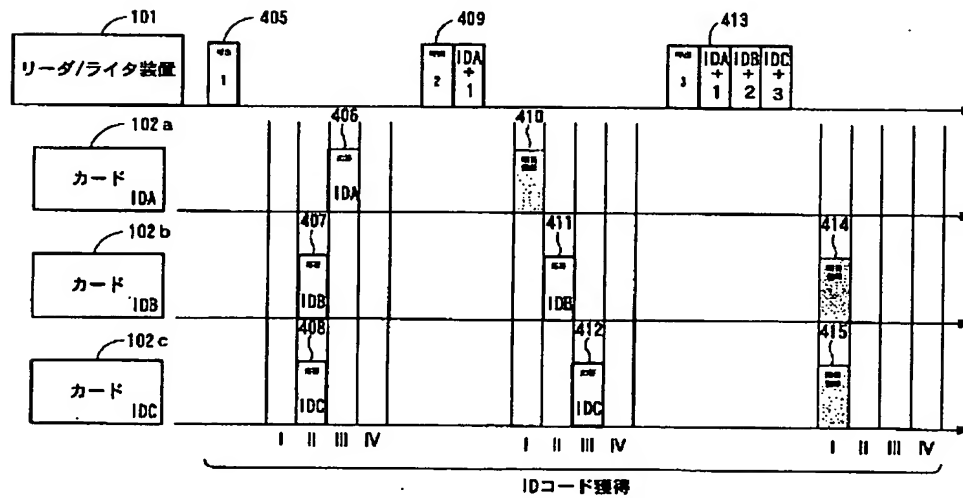 101
405
409
413
リーダ/ライタ装置
1
2
IDA
+
1
3
IDA
+
1
IDB
+
2
IDC
+
3
102a
カード
IDA
406
IDA
410
102b
カード
IDB
407
IDB
411
IDB
414
102c
カード
IDC
408
IDC
412
IDC
415
I II III IV
I II III IV
I II III IV
IDコード獲得